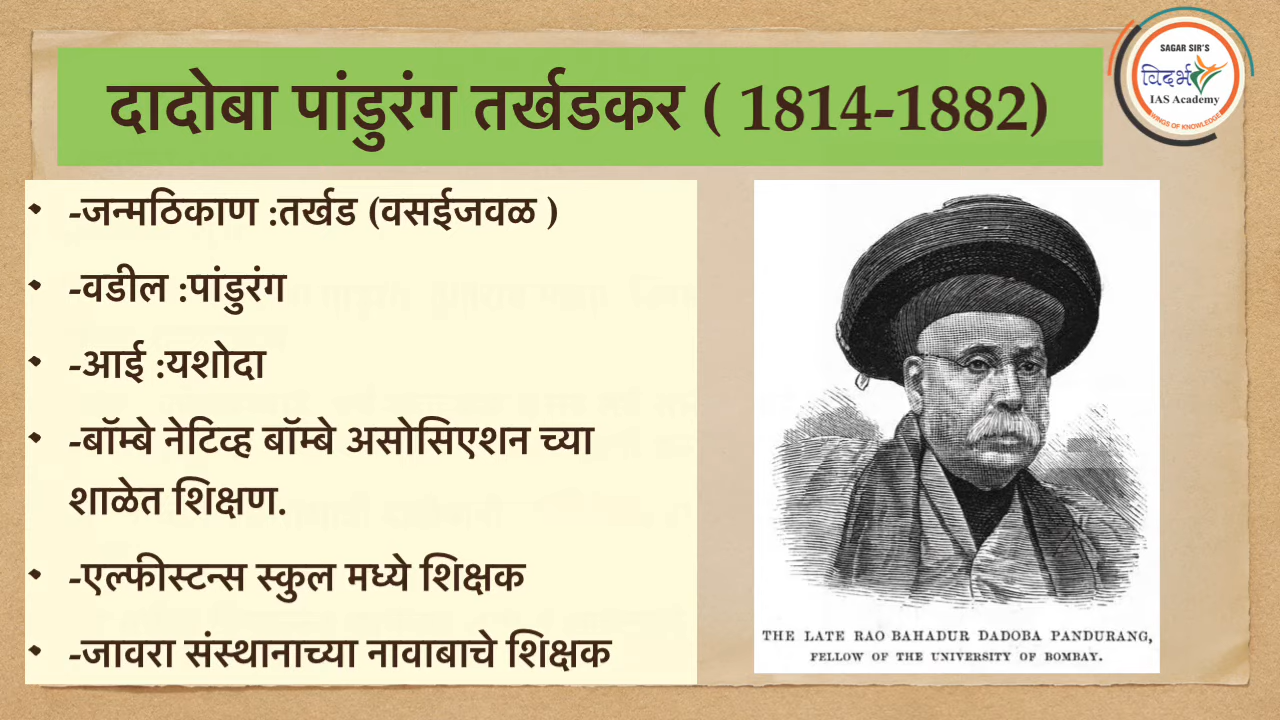 दादोबा पांडुरंग तर्खडकर ( 1814-1882)
SAGAR SIR'S
विदर्भ
IAS Academy
WINGS OF KNOWLEDGE
• -जन्मठिकाण :तर्खड (वसईजवळ )
• -वडील :पांडुरंग
• -आई :यशोदा
• -बॉम्बे नेटिव्ह बॉम्बे असोसिएशन च्या
शाळेत शिक्षण.
• -एल्फीस्टन्स स्कुल मध्ये शिक्षक
• -जावरा संस्थानाच्या नावाबाचे शिक्षक
THE LATE RAO BAHADUR DADOBA PANDURANG,
FELLOW OF THE UNIVERSITY OF BOMBAY.